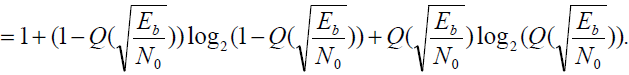 = 1 + (1 − Q(√(E_b/N_0))) log_2 (1 − Q(√(E_b/N_0))) + Q(√(E_b/N_0)) log_2 (Q(√(E_b/N_0))).